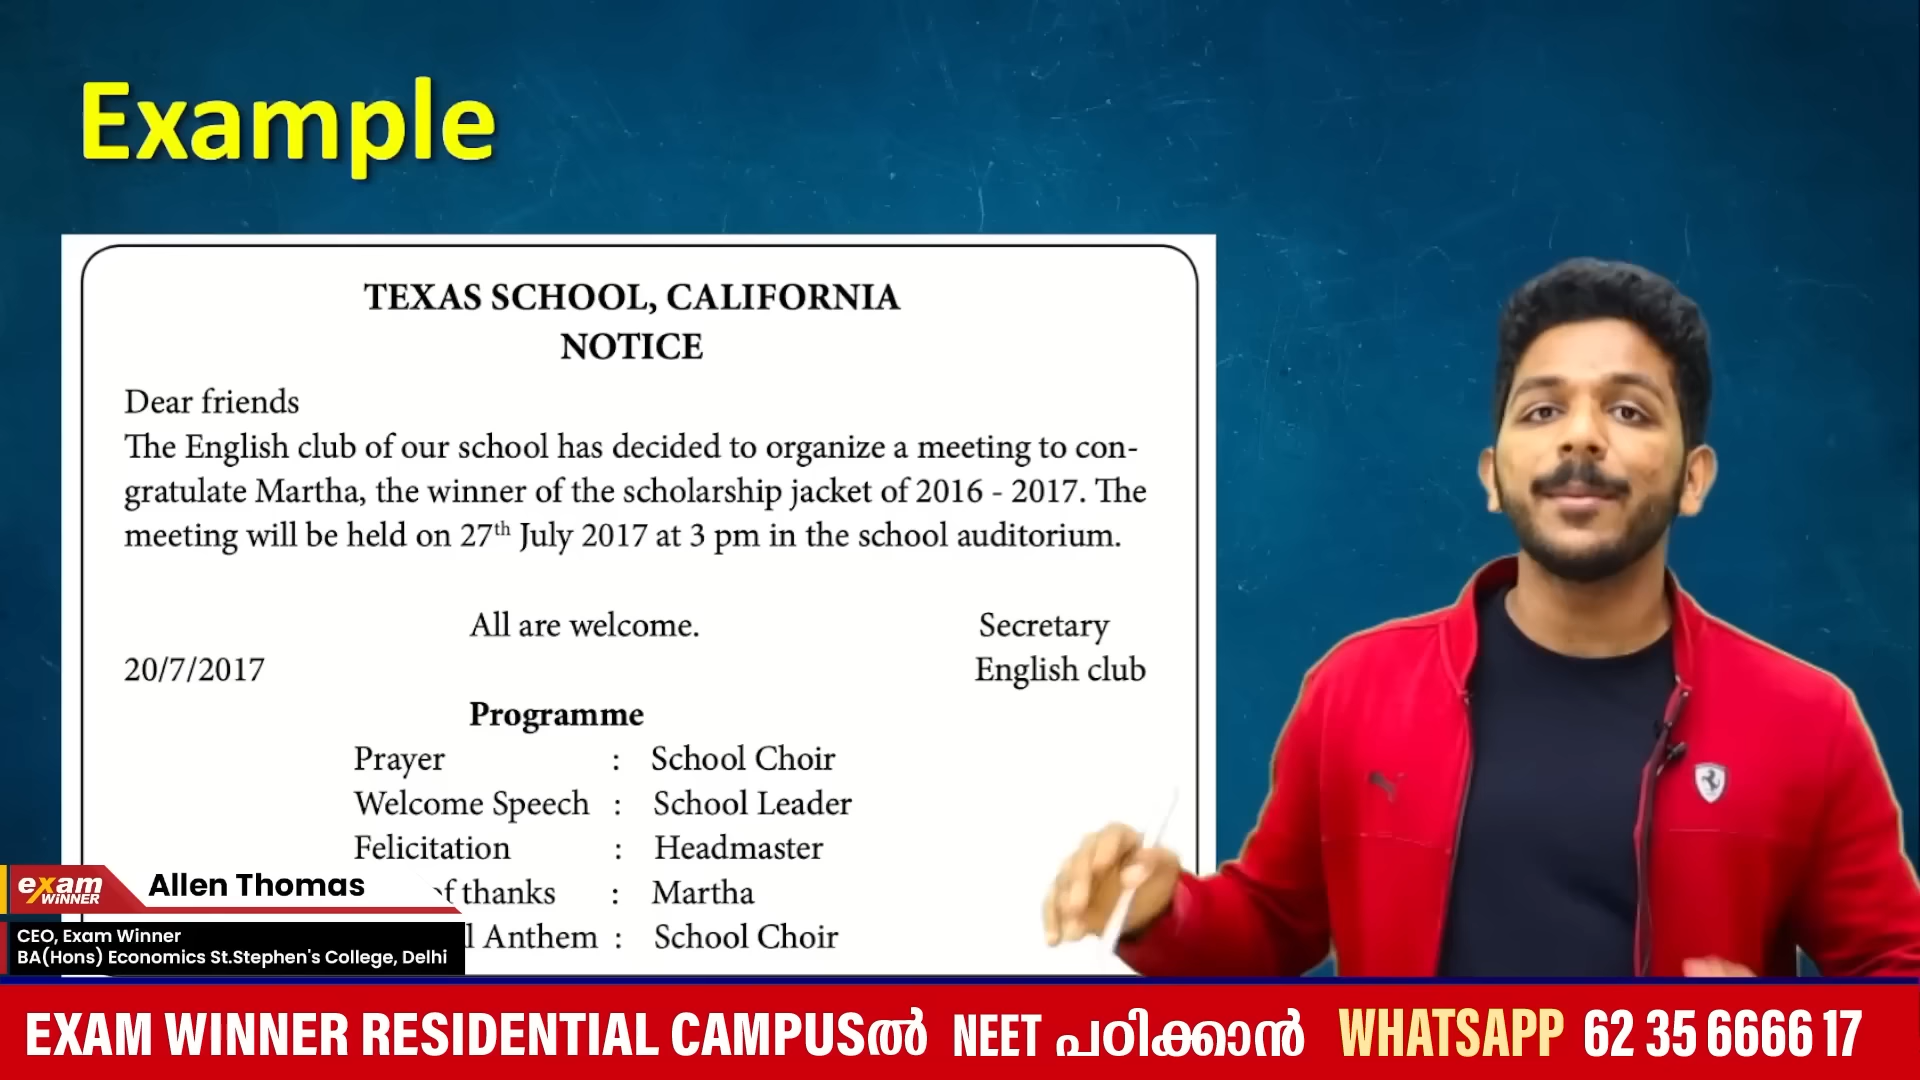 Example
TEXAS SCHOOL, CALIFORNIA
NOTICE
Dear friends
The English club of our school has decided to organize a meeting to con-
gratulate Martha, the winner of the scholarship jacket of 2016 - 2017. The
meeting will be held on 27th July 2017 at 3 pm in the school auditorium.
All are welcome. Secretary
20/7/2017 English club
Programme
Prayer : School Choir
Welcome Speech : School Leader
Felicitation : Headmaster
of thanks : Martha
l Anthem : School Choir
exam WINNER
Allen Thomas
CEO, Exam Winner
BA(Hons) Economics St.Stephen's College, Delhi
EXAM WINNER RESIDENTIAL CAMPUSൽ NEET പഠിക്കാൻ WHATSAPP 62 35 6666 17